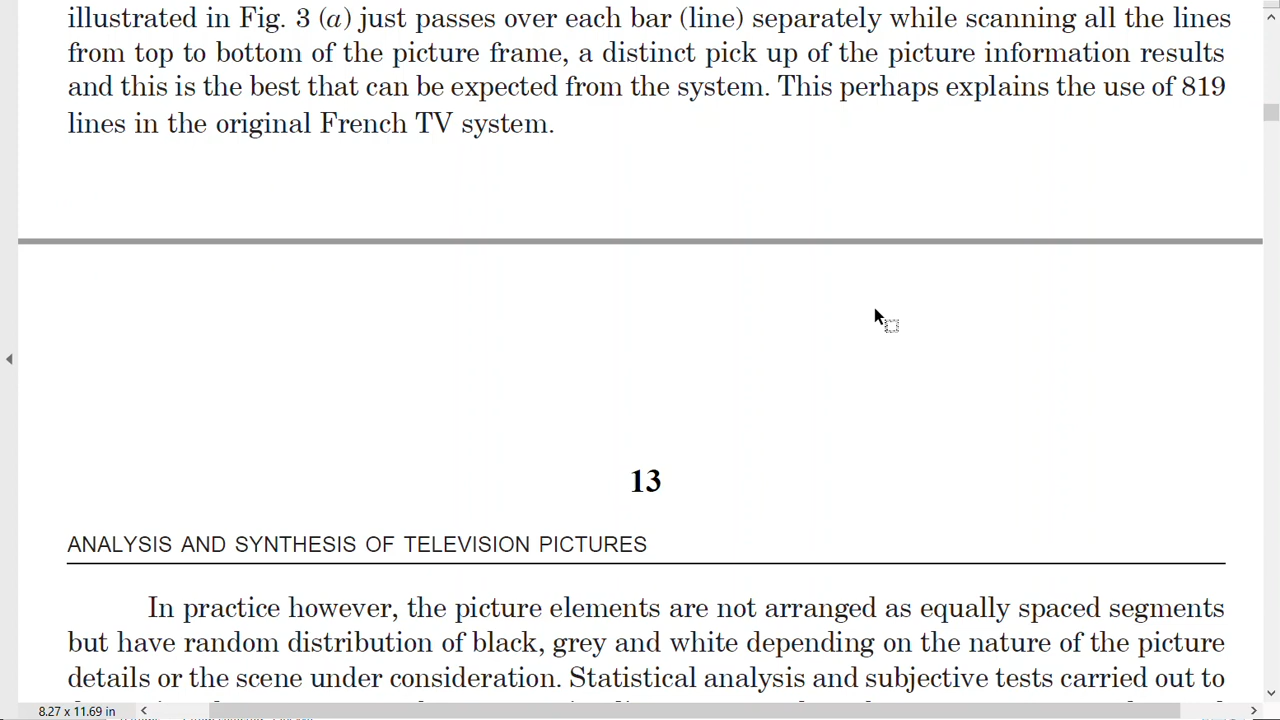 illustrated in Fig. 3 (a) just passes over each bar (line) separately while scanning all the lines
from top to bottom of the picture frame, a distinct pick up of the picture information results
and this is the best that can be expected from the system. This perhaps explains the use of 819
lines in the original French TV system.
13
ANALYSIS AND SYNTHESIS OF TELEVISION PICTURES
In practice however, the picture elements are not arranged as equally spaced segments
but have random distribution of black, grey and white depending on the nature of the picture
details or the scene under consideration. Statistical analysis and subjective tests carried out to
8.27 x 11.69 in